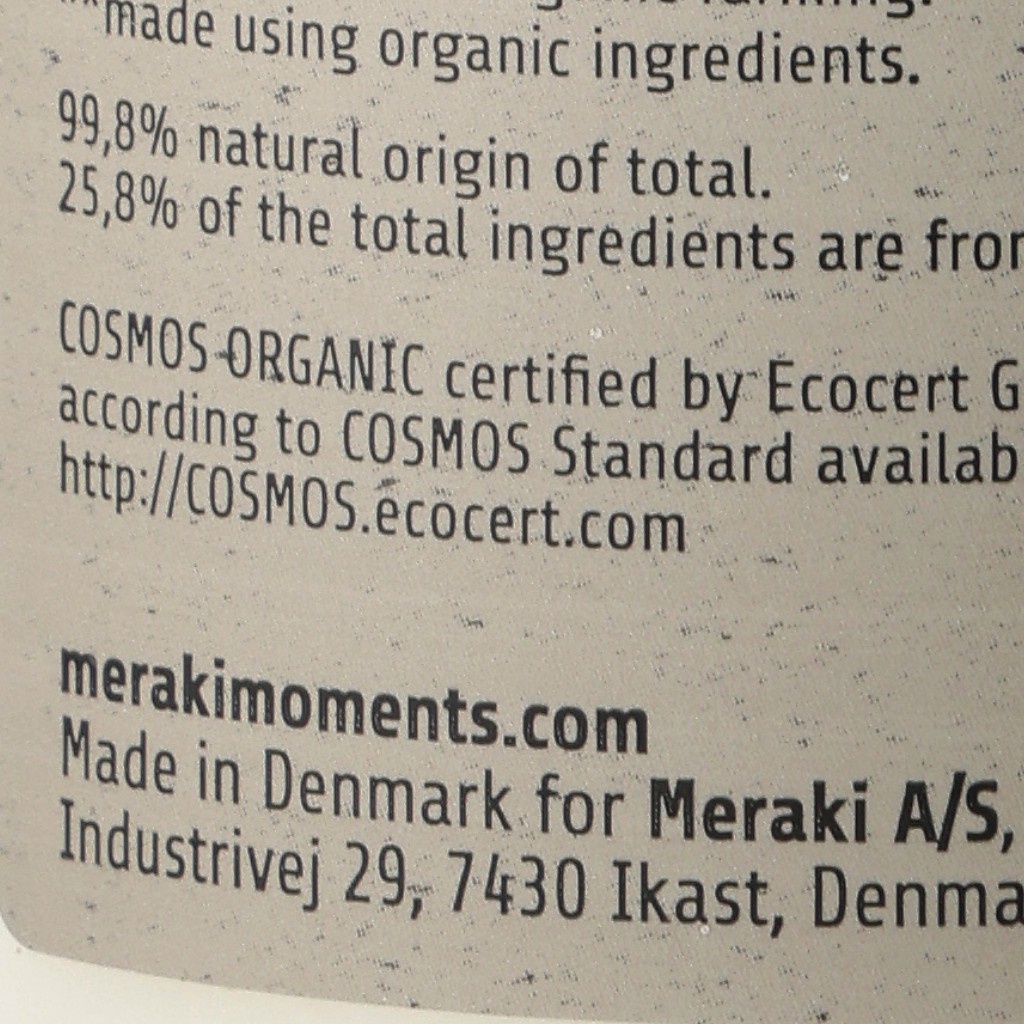 **made using organic ingredients.
99,8% natural origin of total.
25,8% of the total ingredients are
COSMOS-ORGANIC certified by Ecocert
according to COSMOS Standard
http://COSMOS.ecocert.com
merakimoments.com
Made in Denmark for Meraki A/S,
Industrivej 29, 7430 Ikast,